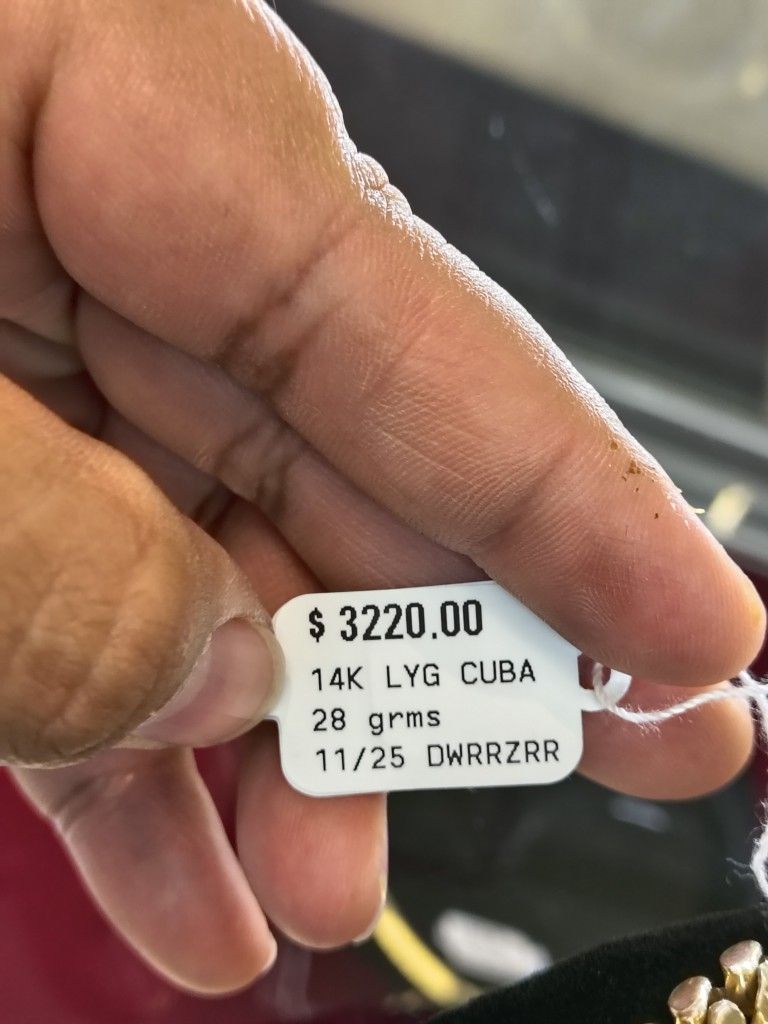 $ 3220.00
14K LYG CUBA
28 grms
11/25 DWRRZRR